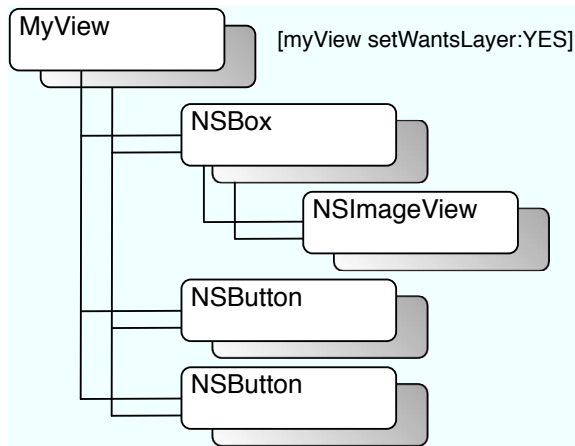 MyView
[myView setWantsLayer:YES]
NSBox
NSImageView
NSButton
NSButton